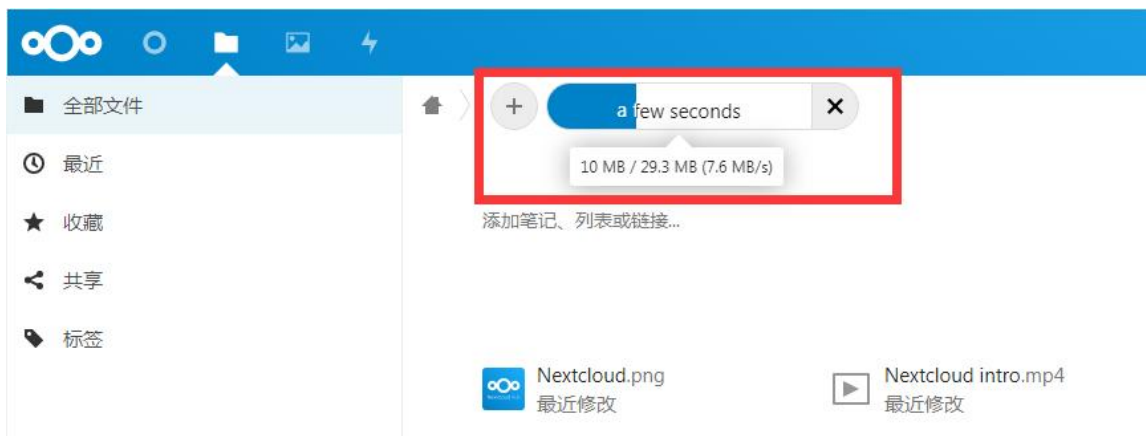 全部文件
最近
收藏
共享
标签
a few seconds
10 MB / 29.3 MB (7.6 MB/s)
添加笔记、列表或链接...
Nextcloud.png
最近修改
Nextcloud intro.mp4
最近修改